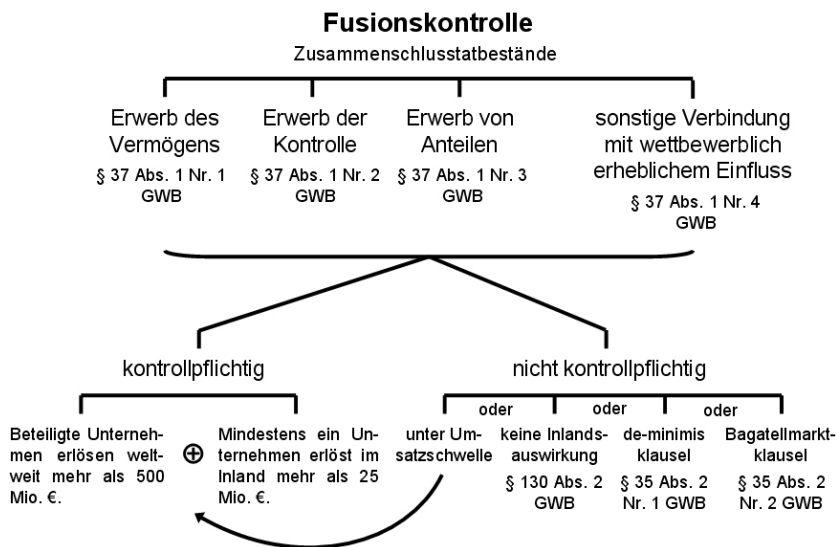 Fusionskontrolle
Zusammenschlusstatbestände
Erwerb des
Vermögens
§ 37 Abs. 1 Nr. 1
GWB
Erwerb der
Kontrolle
§ 37 Abs. 1 Nr. 2
GWB
Erwerb von
Anteilen
§ 37 Abs. 1 Nr. 3
GWB
sonstige Verbindung
mit wettbewerblich
erheblichem Einfluss
§ 37 Abs. 1 Nr. 4
GWB
kontrollpflichtig
nicht kontrollpflichtig
Beteiligte Unterneh-
men erlösen welt-
weit mehr als 500
Mio. €.
⊕
Mindestens ein Un-
ternehmen erlöst im
Inland mehr als 25
Mio. €.
oder
oder
oder
unter Um-
satzschwelle
keine Inlands-
auswirkung
§ 130 Abs. 2
GWB
de-minimis
klausel
§ 35 Abs. 2
Nr. 1 GWB
Bagatellmarkt-
klausel
§ 35 Abs. 2
Nr. 2 GWB